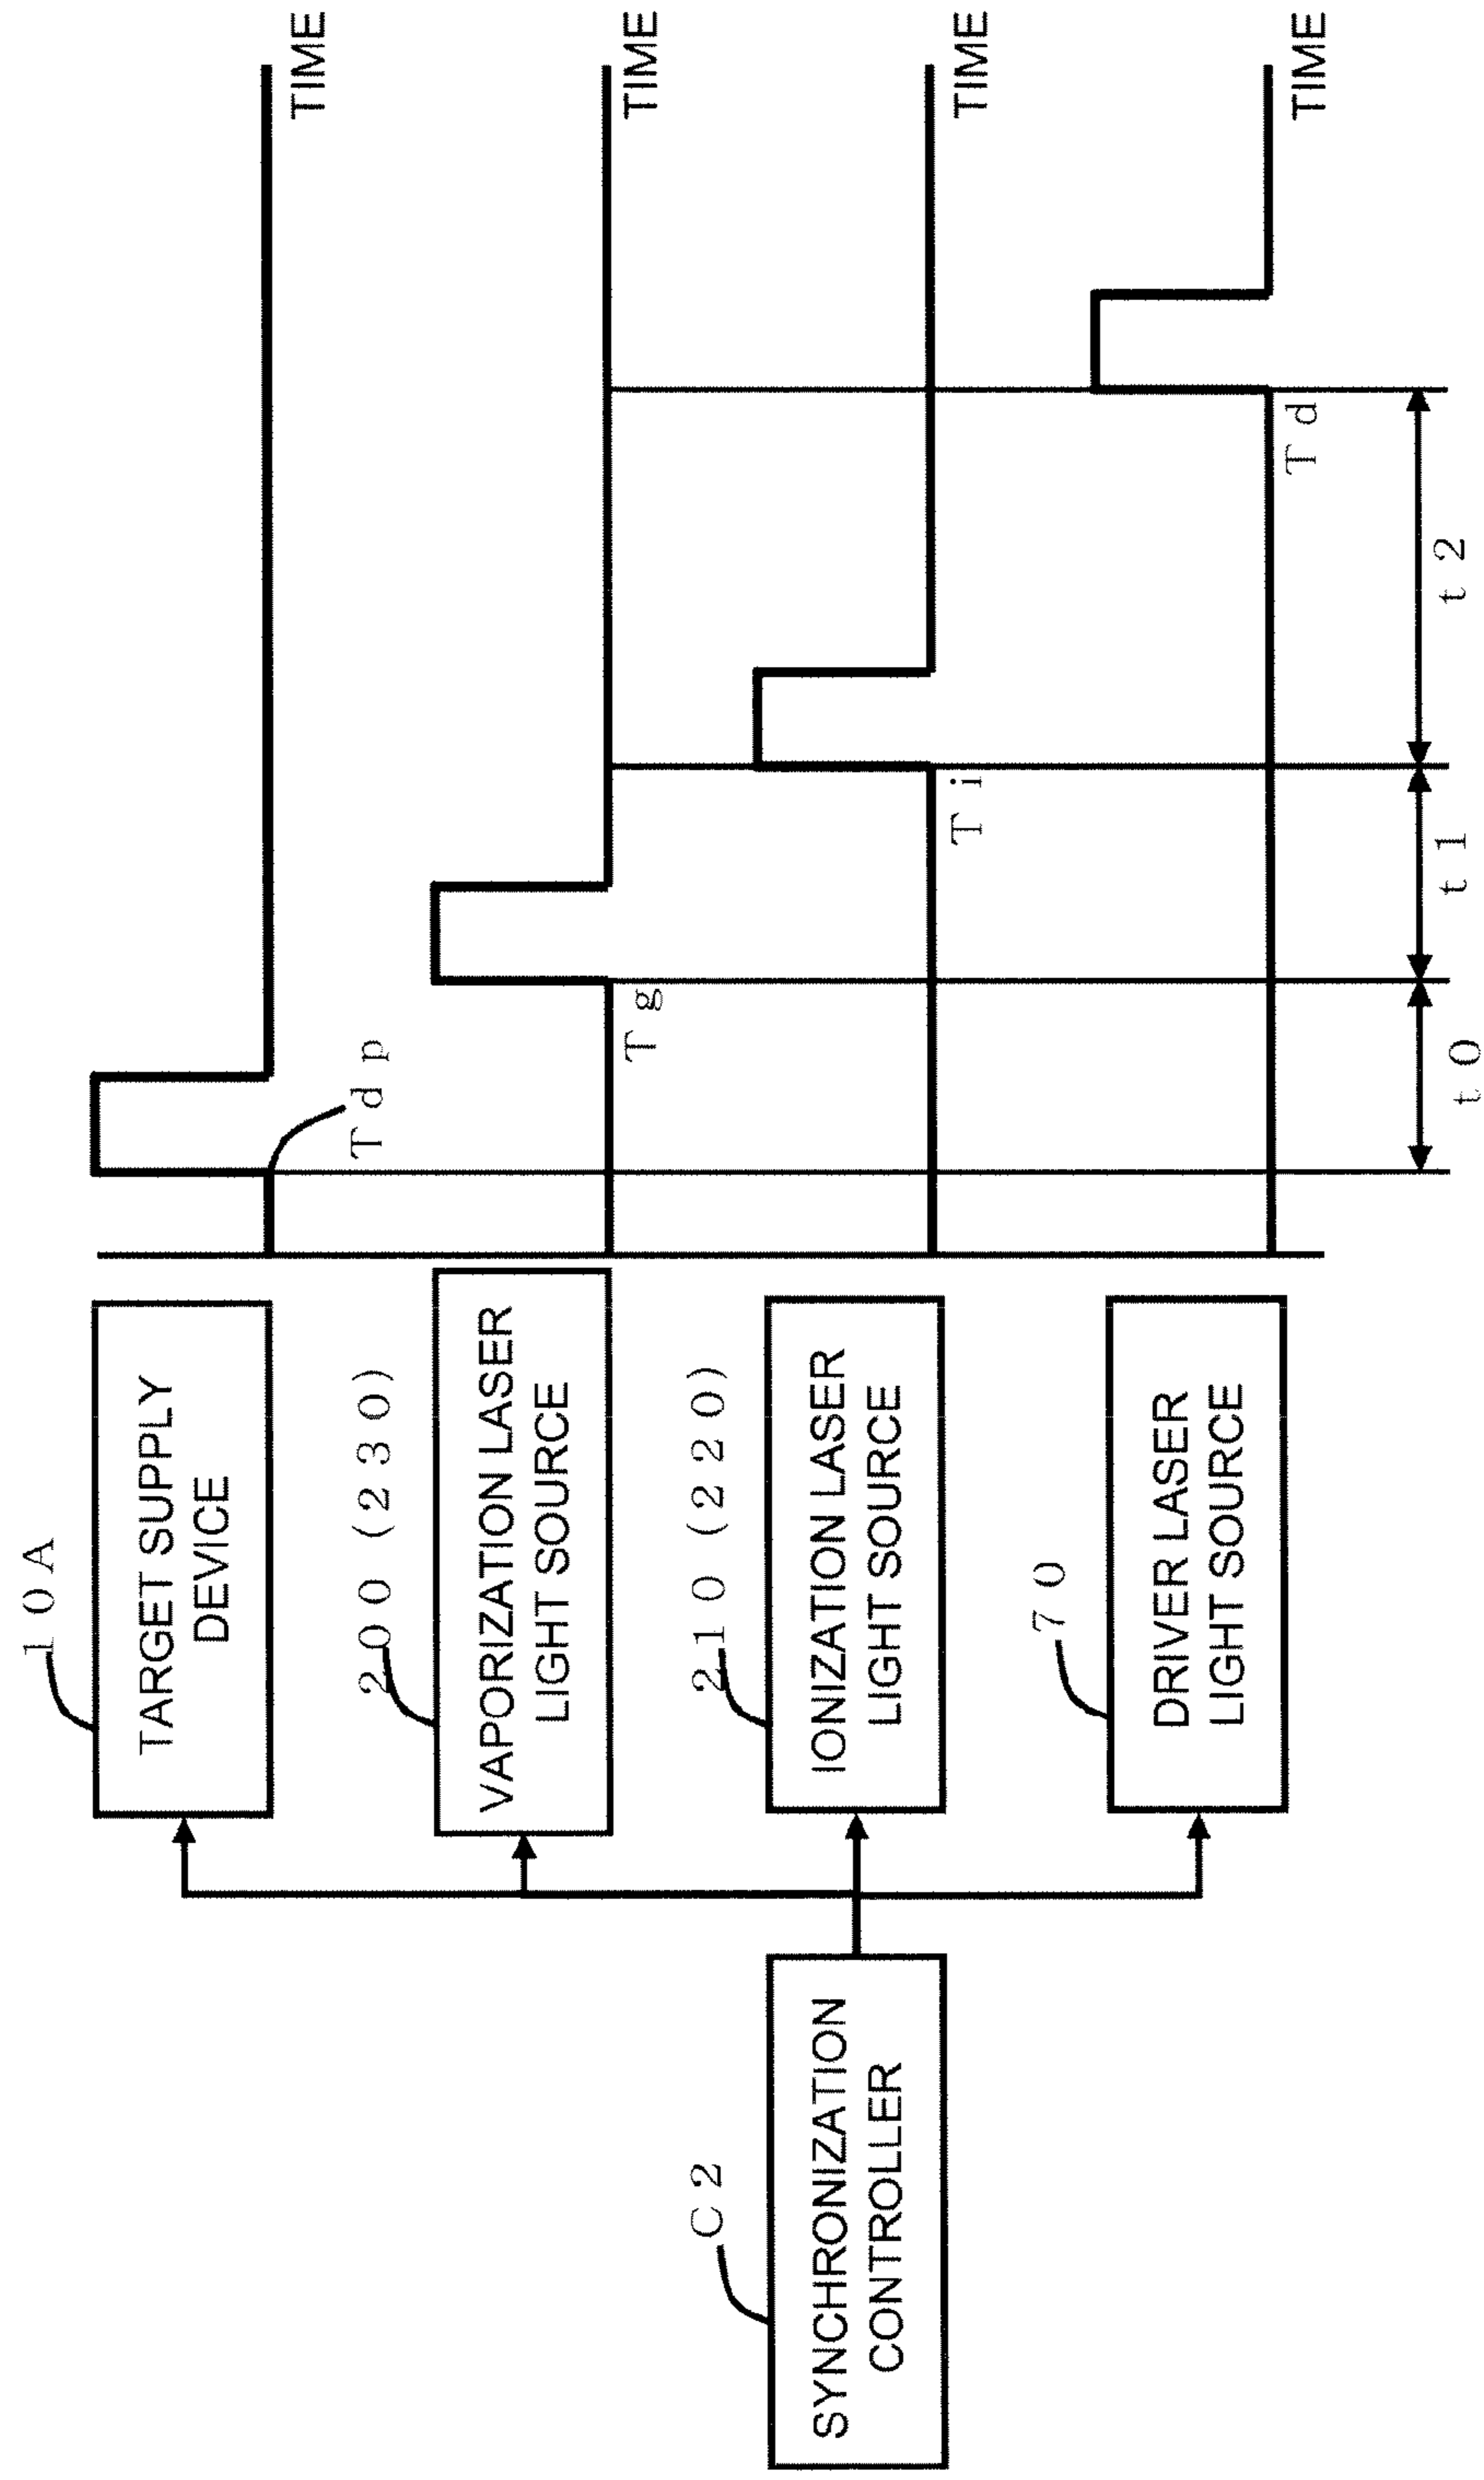 10A
TARGET SUPPLY
DEVICE
TIME
Tdp
200 (230)
VAPORIZATION LASER
LIGHT SOURCE
TIME
Tg
C2
SYNCHRONIZATION
CONTROLLER
210 (220)
IONIZATION LASER
LIGHT SOURCE
TIME
Ti
70
DRIVER LASER
LIGHT SOURCE
TIME
Td
t0
t1
t2